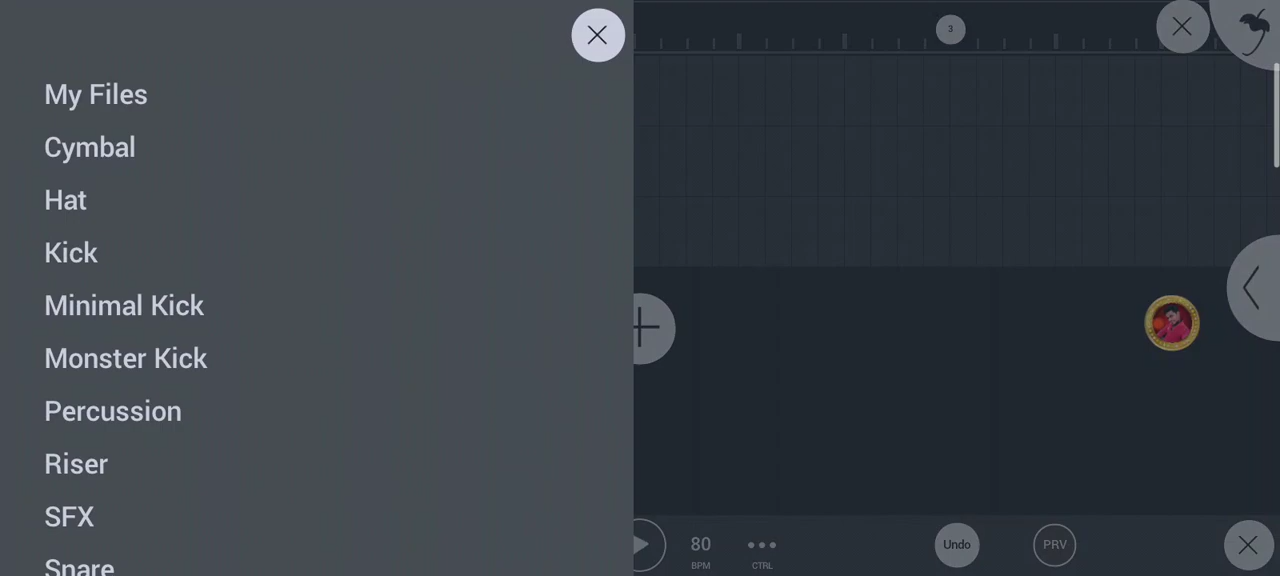 My Files
Cymbal
Hat
Kick
Minimal Kick
Monster Kick
Percussion
Riser
SFX
Snare
3
80
BPM
CTRL
Undo
PRV